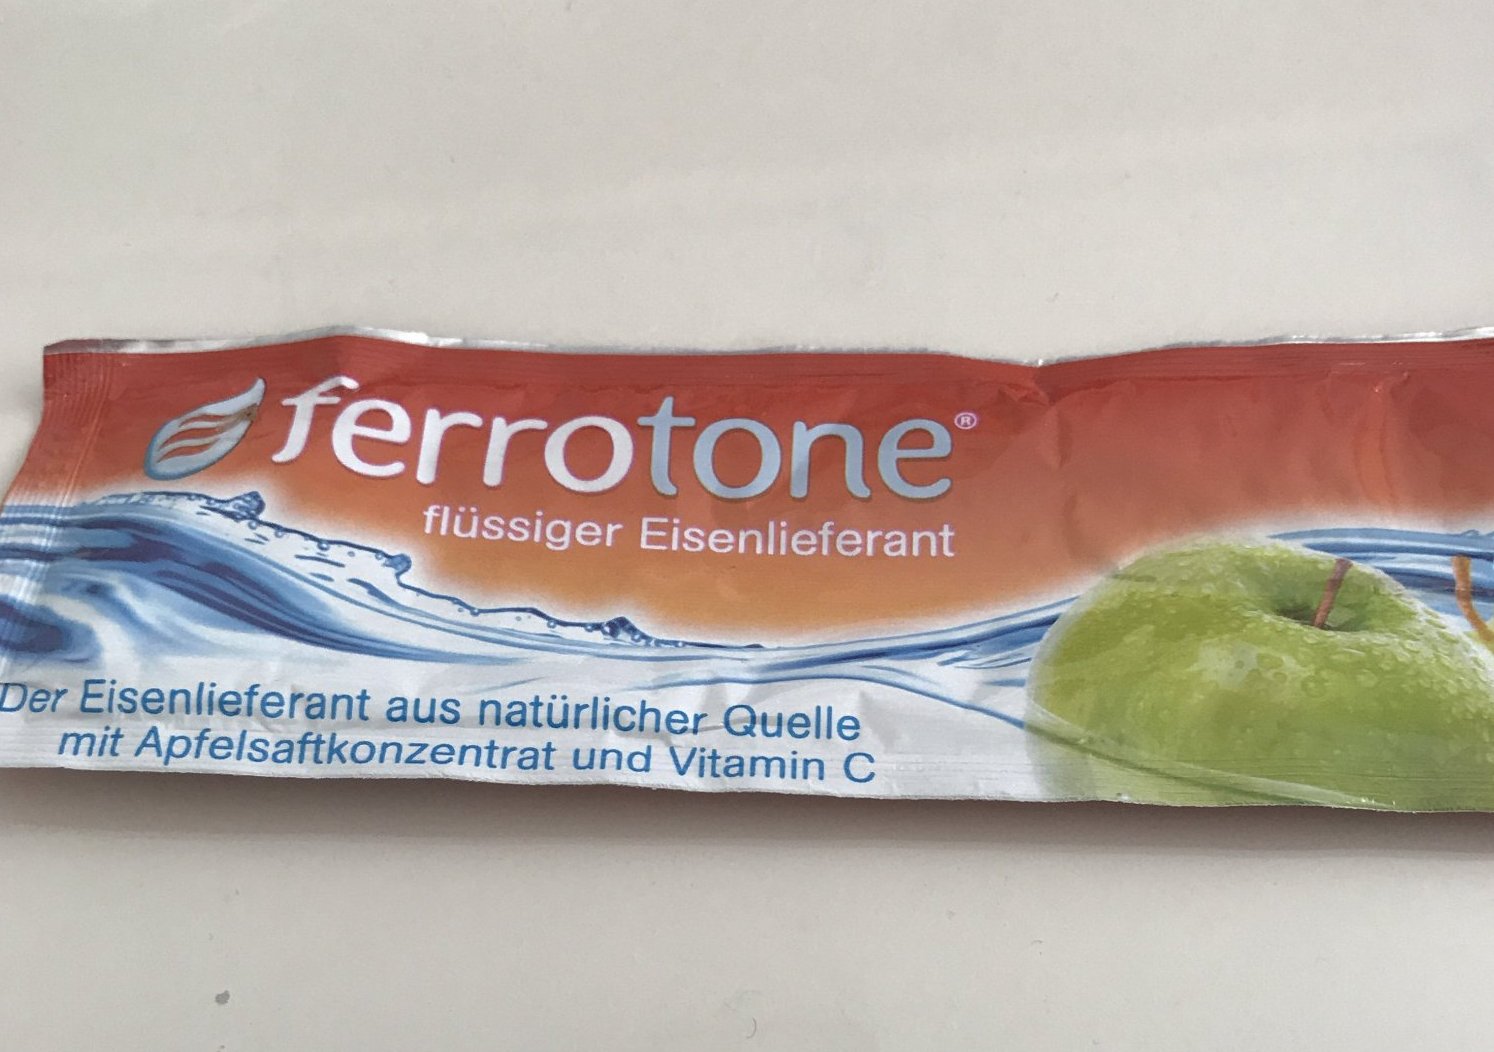 ferrotone®
flüssiger Eisenlieferant
Der Eisenlieferant aus natürlicher Quelle
mit Apfelsaftkonzentrat und Vitamin C